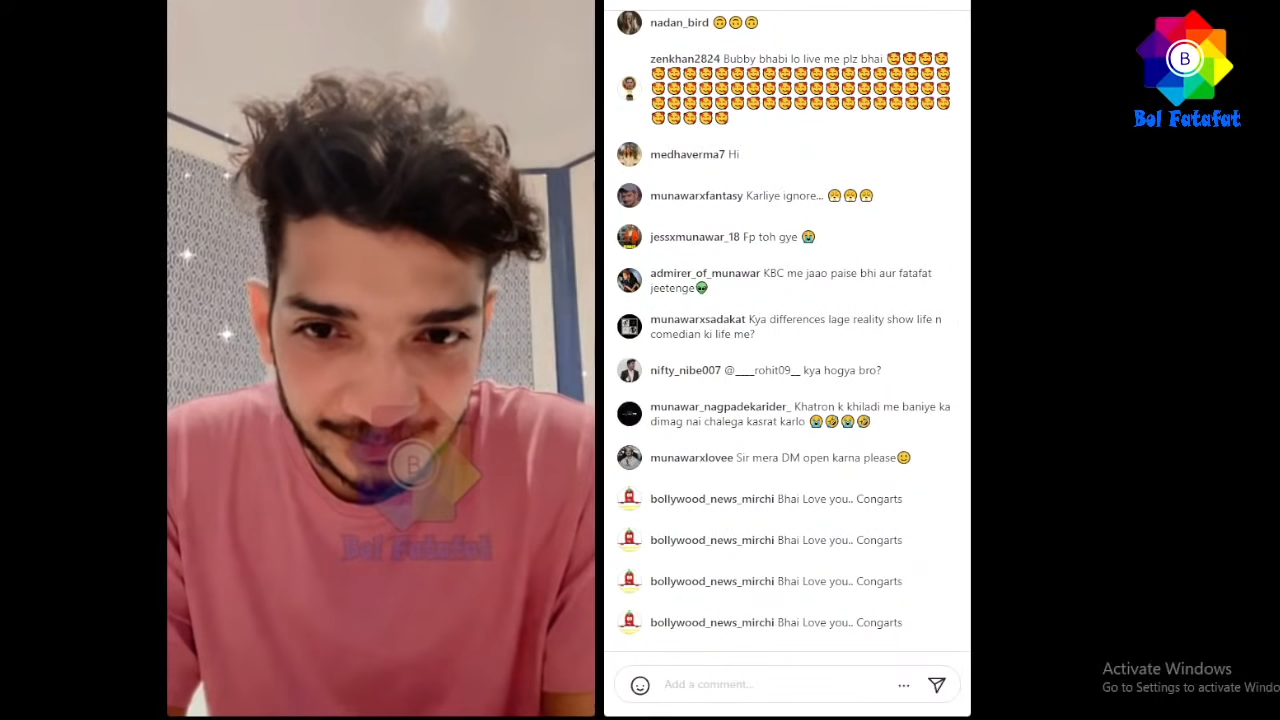 nadan_bird 🙃🙃🙃
zenkhan2824 Bubby bhabi lo live me plz bhai 🥰🥰🥰🥰
🥰🥰🥰🥰🥰🥰🥰🥰🥰🥰🥰🥰🥰🥰🥰🥰🥰🥰🥰
🥰🥰🥰🥰🥰🥰🥰🥰🥰🥰🥰🥰🥰🥰🥰🥰🥰🥰🥰
🥰🥰🥰🥰🥰🥰🥰🥰🥰🥰🥰🥰🥰🥰🥰🥰🥰🥰🥰
🥰🥰🥰🥰🥰
medhaverma7 Hi
munawarxfantasy Karliye ignore... 😤😤😤
jessxmunawar_18 Fp toh gye 😭
admirer_of_munawar KBC me jaao paise bhi aur fatafat
jeetenge👽
munawarxsadakat Kya differences lage reality show life n
comedian ki life me?
nifty_nibe007 @____rohit09__ kya hogya bro?
munawar_nagpadekarider_ Khatron k khiladi me baniye ka
dimag nai chalega kasrat karlo 😭🤣😭🤣
munawarxlovee Sir mera DM open karna please☺
bollywood_news_mirchi Bhai Love you.. Congarts
bollywood_news_mirchi Bhai Love you.. Congarts
bollywood_news_mirchi Bhai Love you.. Congarts
bollywood_news_mirchi Bhai Love you.. Congarts
Add a comment...
B
Bol Fatafat
B
Bol Fatafat
Activate Windows
Go to Settings to activate Windo